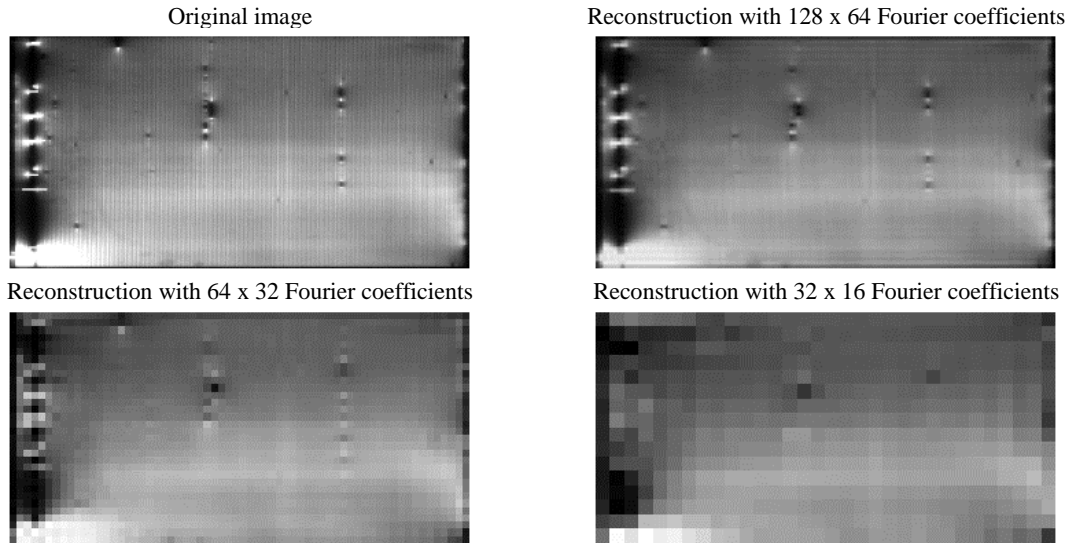 Original image
Reconstruction with 128 x 64 Fourier coefficients
Reconstruction with 64 x 32 Fourier coefficients
Reconstruction with 32 x 16 Fourier coefficients